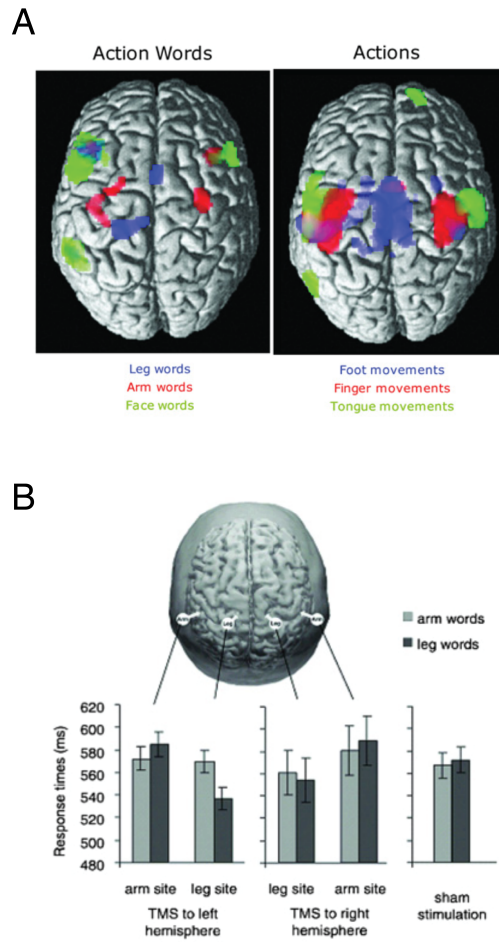 A
Action Words
Actions
Leg words
Arm words
Face words
Foot movements
Finger movements
Tongue movements
B
Arm
Leg
Leg
Arm
arm words
leg words
Response times (ms)
620
600
580
560
540
520
500
480
arm site
leg site
TMS to left
hemisphere
leg site
arm site
TMS to right
hemisphere
sham
stimulation